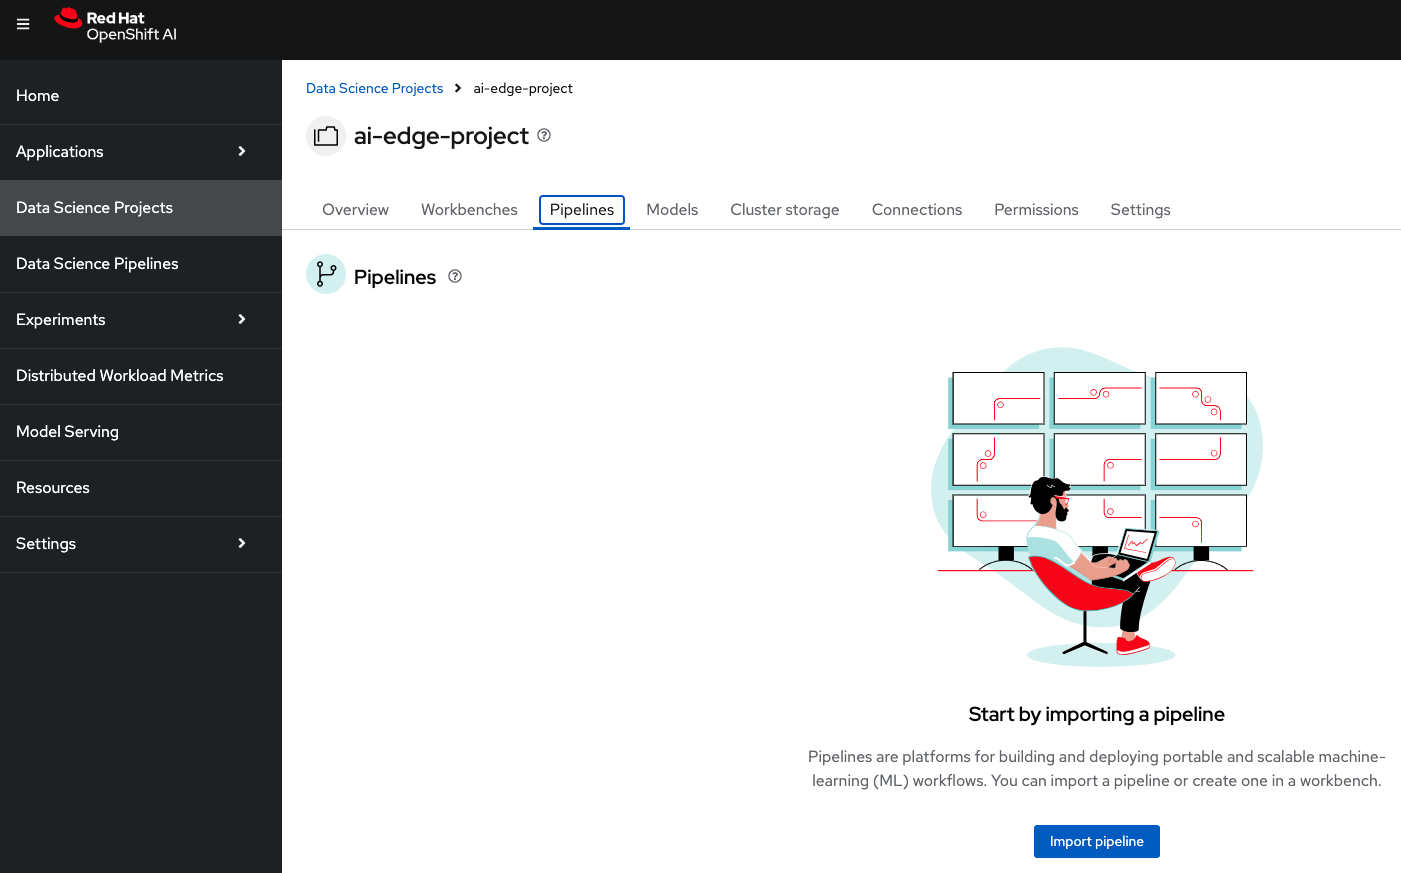 Red Hat
OpenShift AI
Home
Applications
Data Science Projects
Data Science Pipelines
Experiments
Distributed Workload Metrics
Model Serving
Resources
Settings
Data Science Projects > ai-edge-project
ai-edge-project
Overview Workbenches Pipelines Models Cluster storage Connections Permissions Settings
Pipelines
Start by importing a pipeline
Pipelines are platforms for building and deploying portable and scalable machine-
learning (ML) workflows. You can import a pipeline or create one in a workbench.
Import pipeline